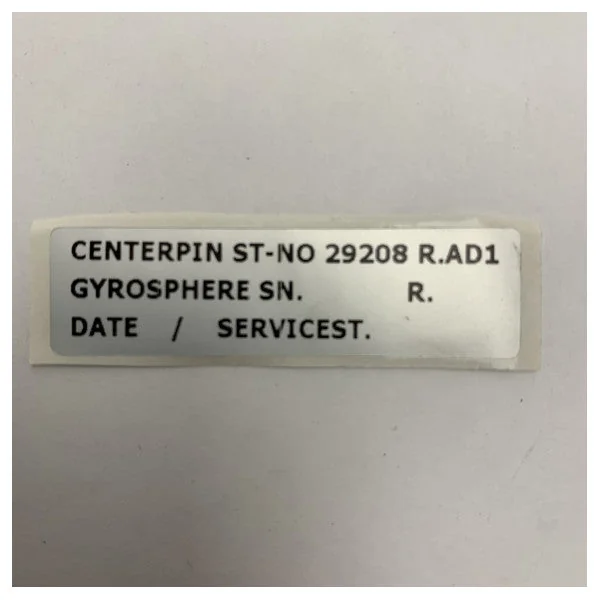 CENTERPIN ST-NO 29208 R.AD1
GYROSPHERE SN. R.
DATE / SERVICEST.